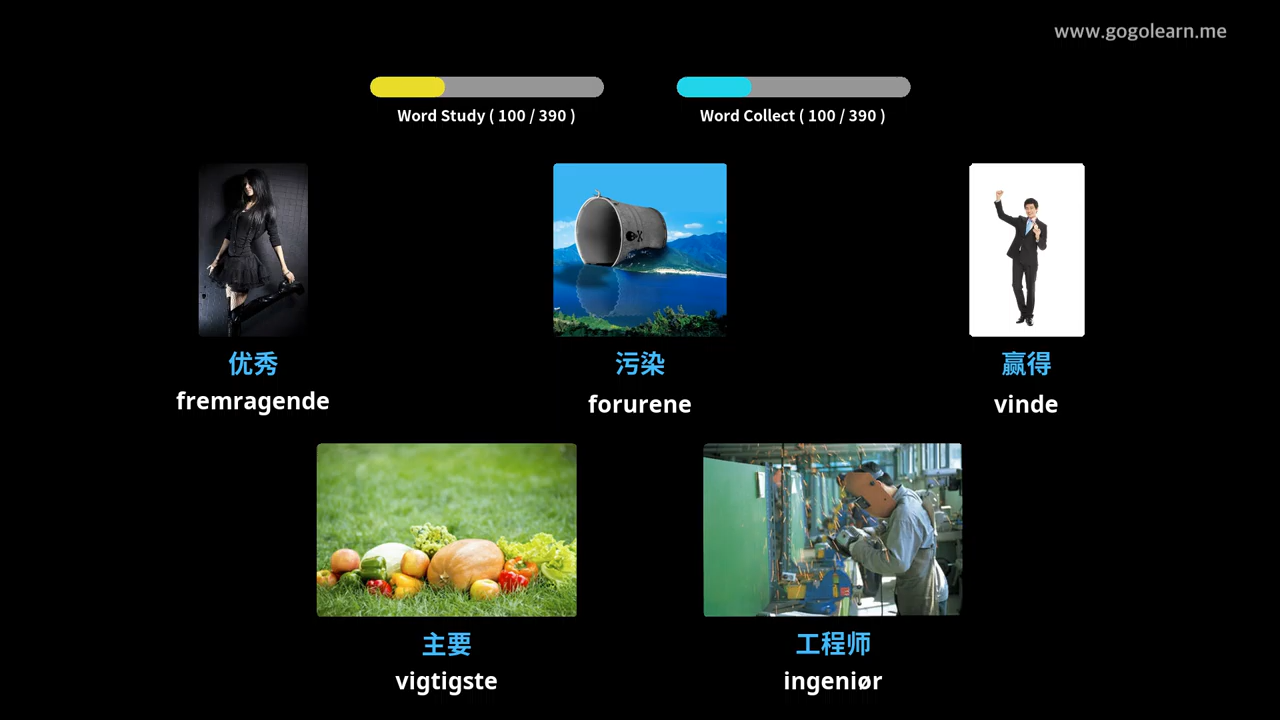 www.gogolearn.me
Word Study ( 100 / 390 )
Word Collect ( 100 / 390 )
优秀
fremragende
污染
forurene
赢得
vinde
主要
vigtigste
工程师
ingeniør